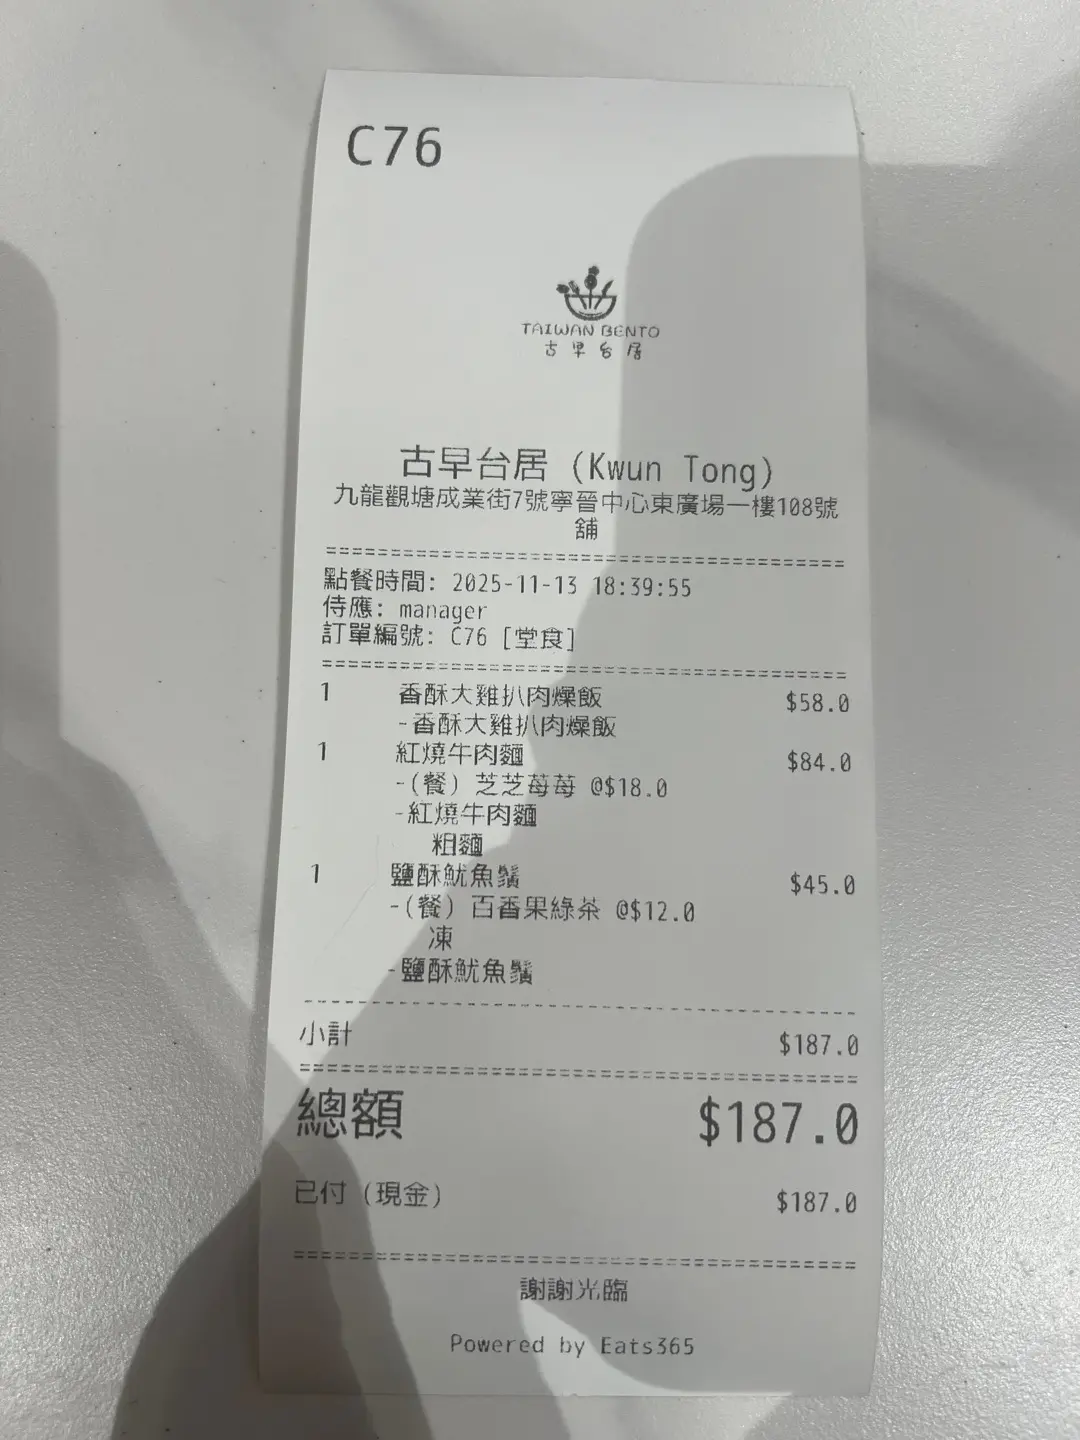 C76
TAIWAN BENTO
古早台居
古早台居 (Kwun Tong)
九龍觀塘成業街7號寧晉中心東廣場一樓108號
舖
點餐時間: 2025-11-13 18:39:55
侍應: manager
訂單編號: C76 [堂食]
1 香酥大雞扒肉燥飯 $58.0
-香酥大雞扒肉燥飯
1 紅燒牛肉麵 $84.0
-(餐) 芝芝莓莓 @$18.0
-紅燒牛肉麵
粗麵
1 鹽酥魷魚鬚 $45.0
-(餐) 百香果綠茶 @$12.0
凍
-鹽酥魷魚鬚
小計 $187.0
總額 $187.0
已付 (現金) $187.0
謝謝光臨
Powered by Eats365